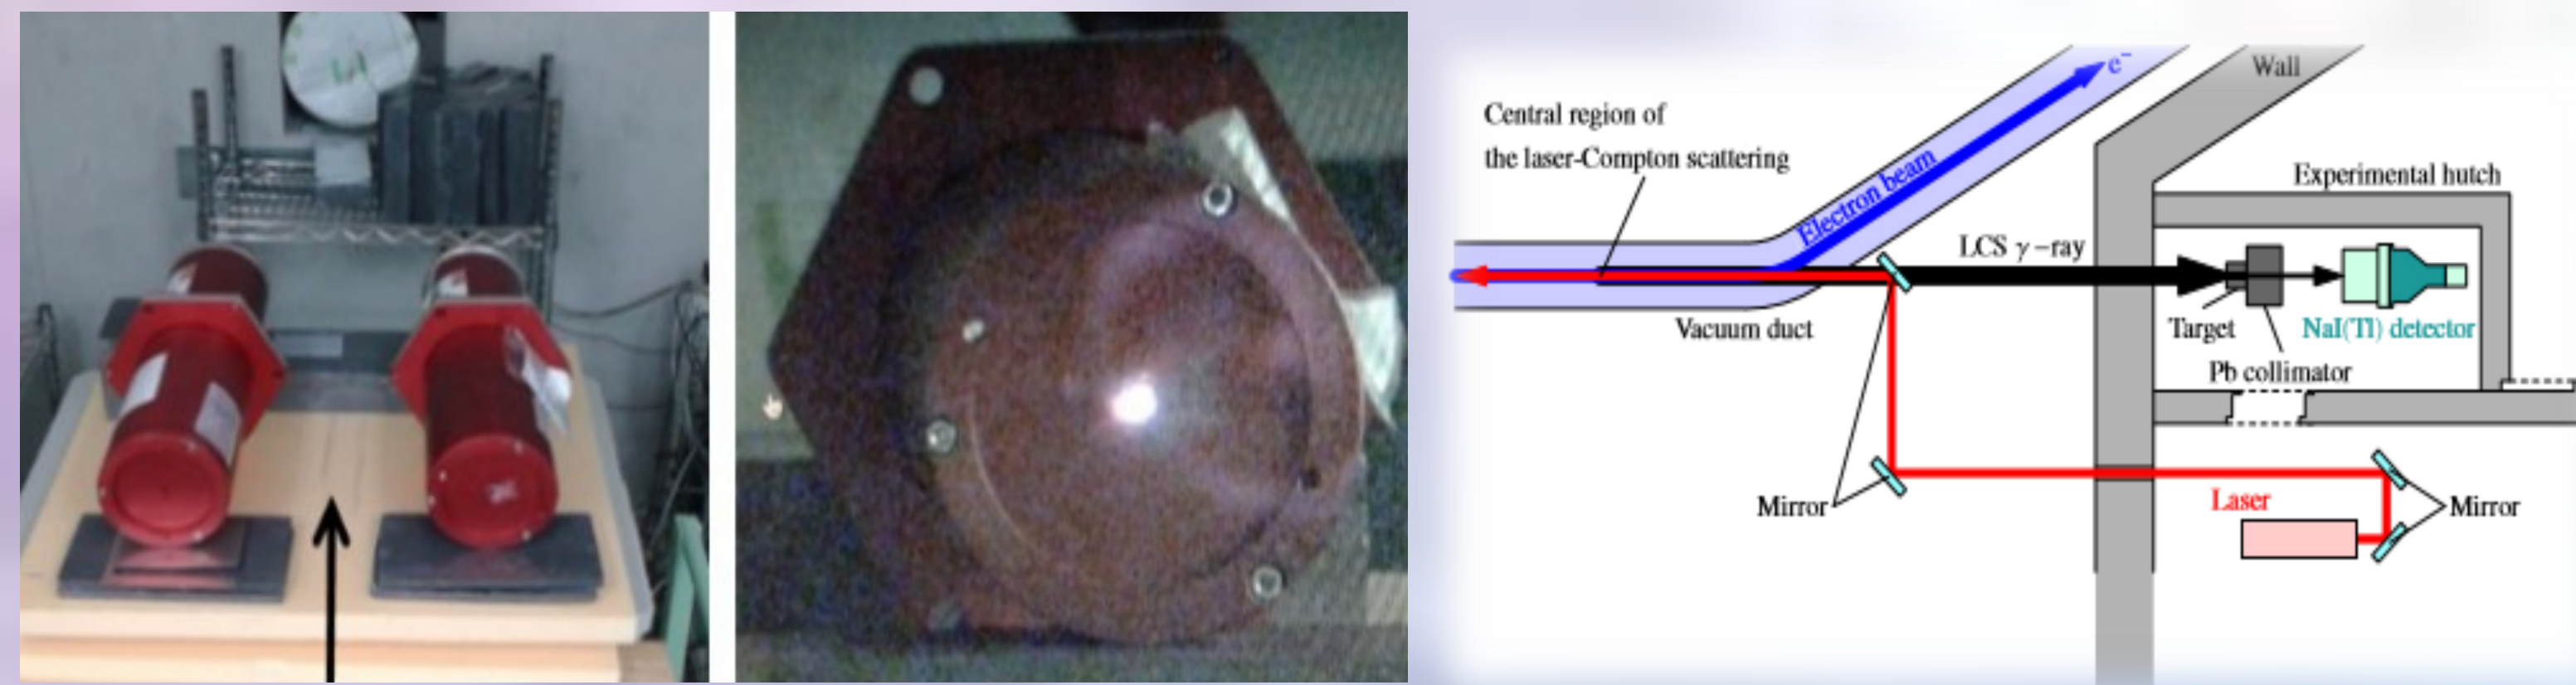 Central region of
the laser-Compton scattering
Electron beam
e⁻
Wall
Experimental hutch
LCS γ−ray
Vacuum duct
Target
NaI(Tl) detector
Pb collimator
Mirror
Laser
Mirror